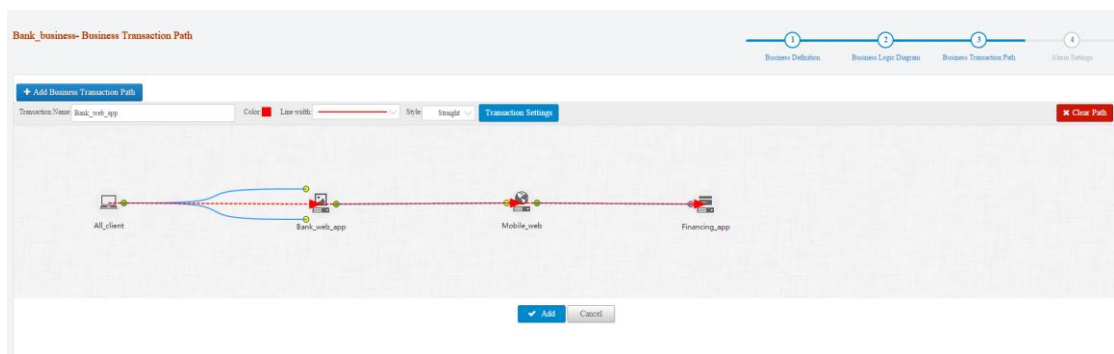 Bank_business- Business Transaction Path
1 2 3 4
Business Definition Business Logic Diagram Business Transaction Path Alarm Settings
+ Add Business Transaction Path
Transaction Name: Bank_web_app Color: Line width: Style: Straight Transaction Settings ✖ Clear Path
All_client Bank_web_app Mobile_web Financing_app
✔ Add Cancel